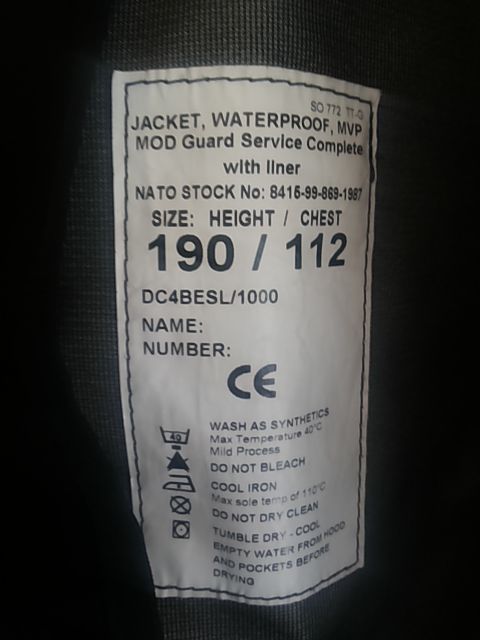 SO 772 TT-G
JACKET, WATERPROOF, MVP
MOD Guard Service Complete
with liner
NATO STOCK No: 8415-99-869-1987
SIZE: HEIGHT / CHEST
190 / 112
DC4BESL/1000
NAME:
NUMBER:
CE
40
WASH AS SYNTHETICS
Max Temperature 40°C
Mild Process
DO NOT BLEACH
COOL IRON
Max sole temp of 110°C
DO NOT DRY CLEAN
TUMBLE DRY - COOL
EMPTY WATER FROM HOOD
AND POCKETS BEFORE
DRYING